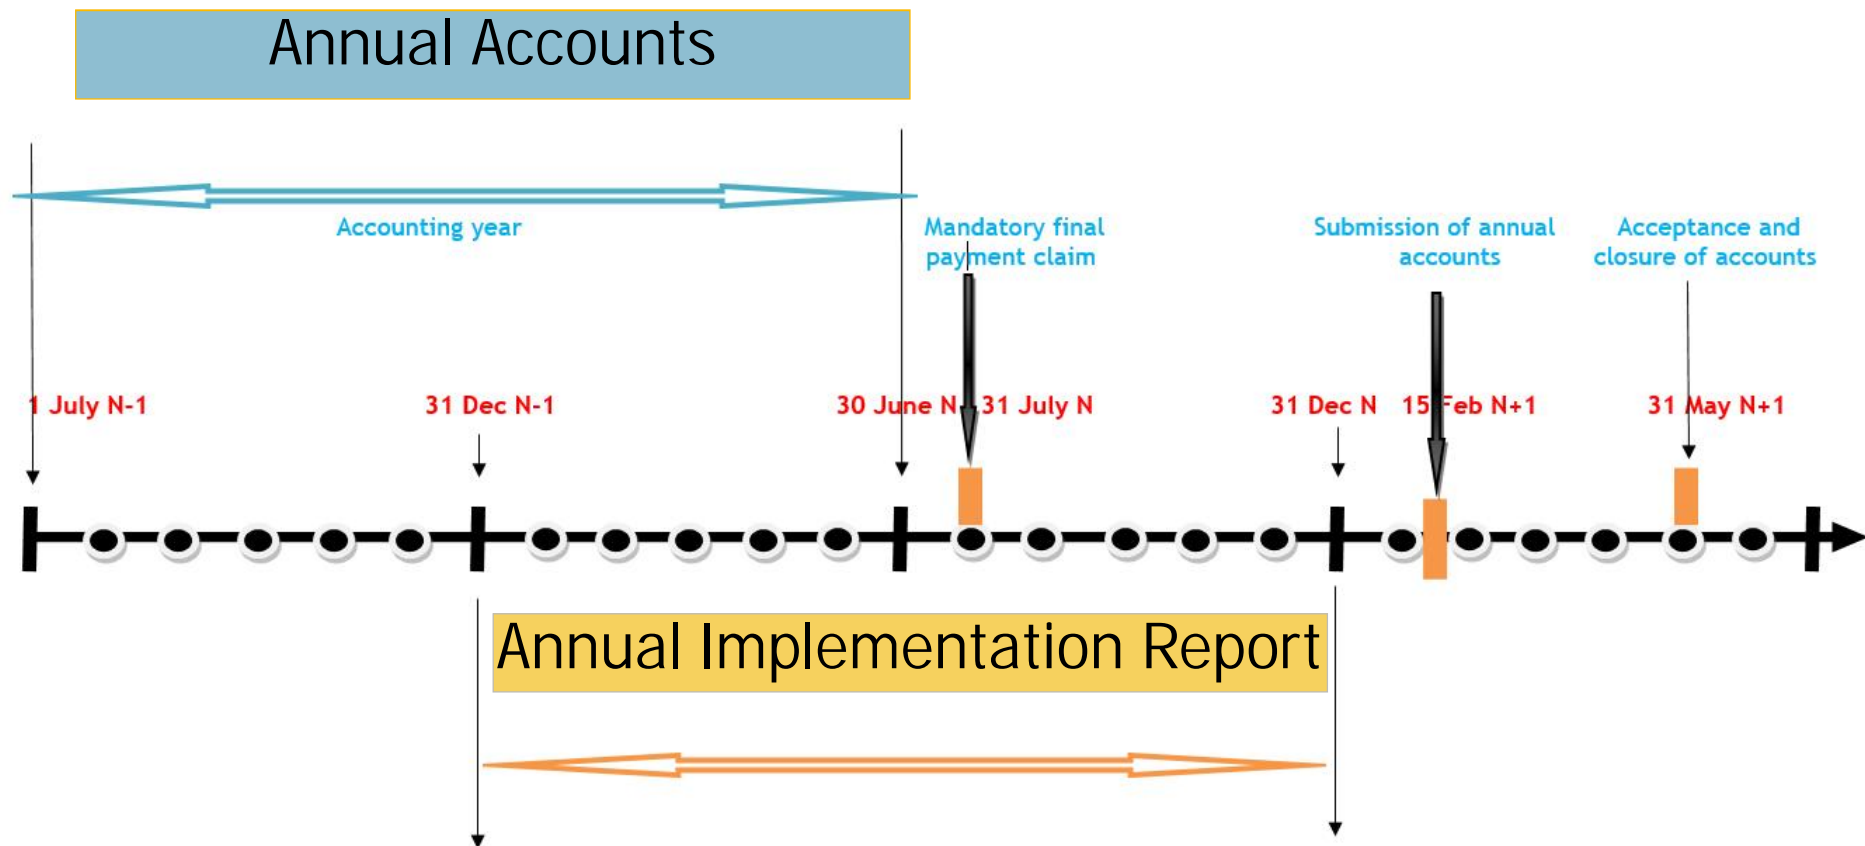 Annual Accounts
Accounting year
Mandatory final
payment claim
Submission of annual
accounts
Acceptance and
closure of accounts
1 July N-1
31 Dec N-1
30 June N
31 July N
31 Dec N
15 Feb N+1
31 May N+1
Annual Implementation Report